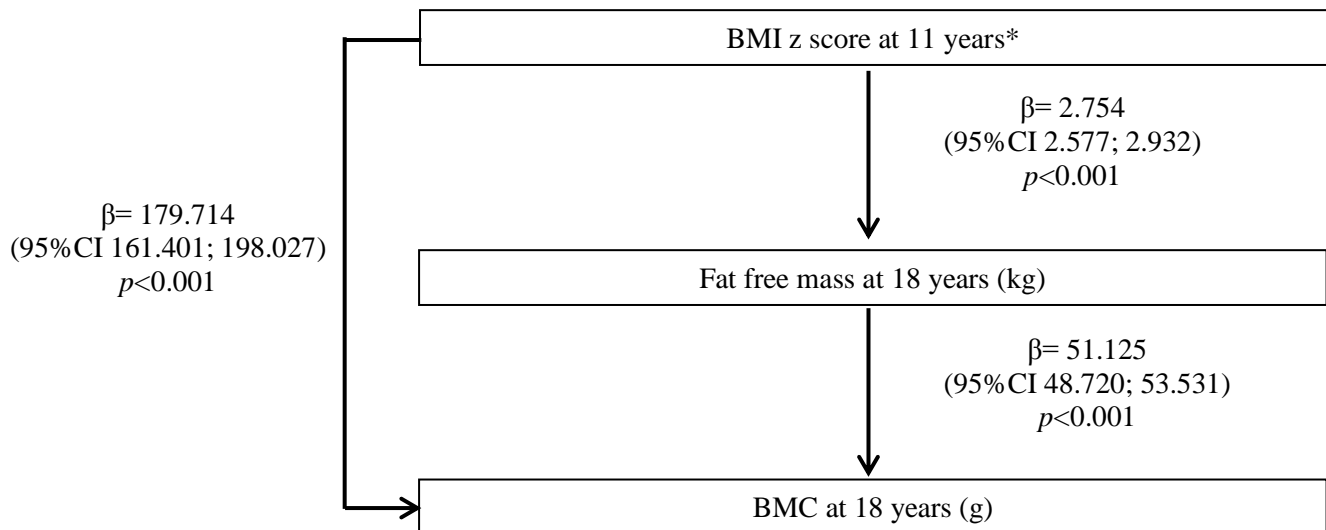 BMI z score at 11 years*
β= 2.754
(95%CI 2.577; 2.932)
p<0.001
β= 179.714
(95%CI 161.401; 198.027)
p<0.001
Fat free mass at 18 years (kg)
β= 51.125
(95%CI 48.720; 53.531)
p<0.001
BMC at 18 years (g)